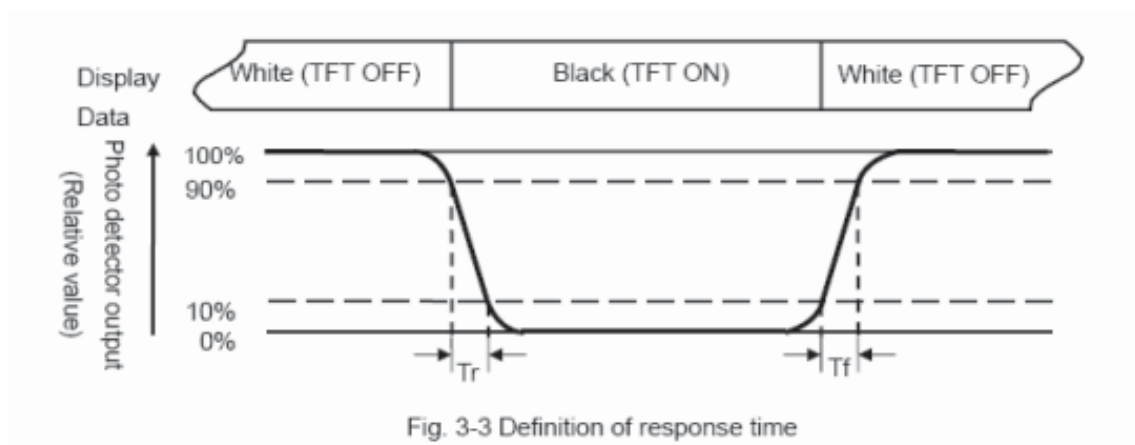 Display
Data
White (TFT OFF)
Black (TFT ON)
White (TFT OFF)
Photo detector output
(Relative value)
100%
90%
10%
0%
Tr
Tf
Fig. 3-3 Definition of response time